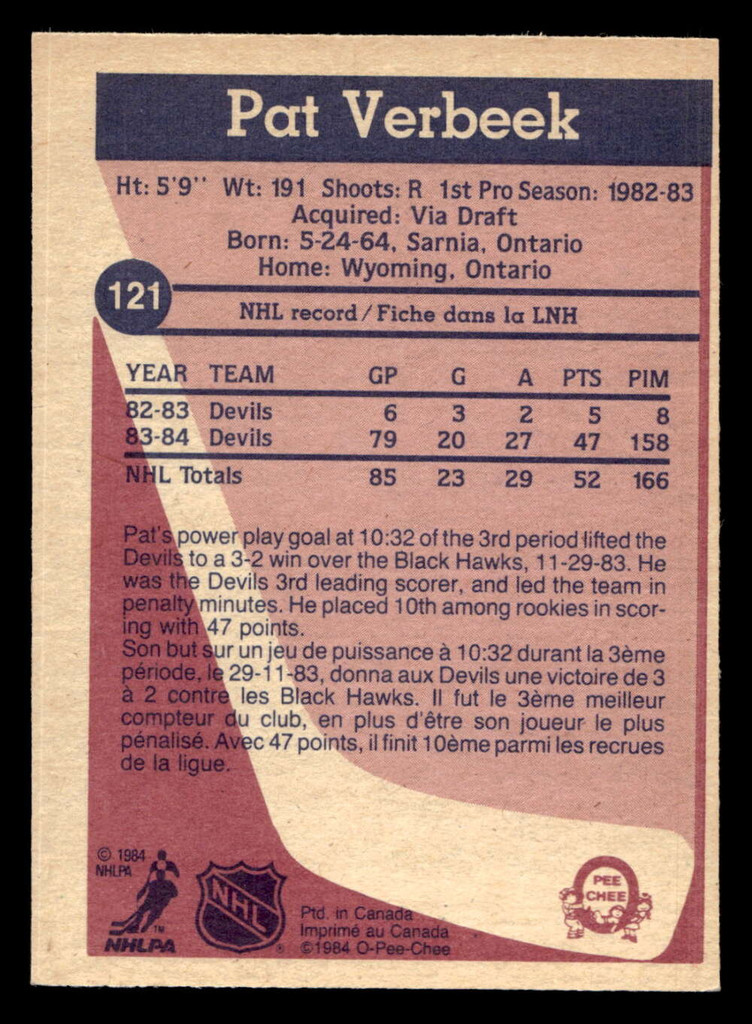 Pat Verbeek
Ht: 5'9'' Wt: 191 Shoots: R 1st Pro Season: 1982-83
Acquired: Via Draft
Born: 5-24-64, Sarnia, Ontario
Home: Wyoming, Ontario
121
NHL record/Fiche dans la LNH
YEAR TEAM GP G A PTS PIM
82-83 Devils 6 3 2 5 8
83-84 Devils 79 20 27 47 158
NHL Totals 85 23 29 52 166
Pat's power play goal at 10:32 of the 3rd period lifted the
Devils to a 3-2 win over the Black Hawks, 11-29-83. He
was the Devils 3rd leading scorer, and led the team in
penalty minutes. He placed 10th among rookies in scor-
ing with 47 points.
Son but sur un jeu de puissance à 10:32 durant la 3ème
période, le 29-11-83, donna aux Devils une victoire de 3
à 2 contre les Black Hawks. Il fut le 3ème meilleur
compteur du club, en plus d'être son joueur le plus
pénalisé. Avec 47 points, il finit 10ème parmi les recrues
de la ligue.
© 1984
NHLPA
NHLPA
TM
NHL
®
Ptd. in Canada
Imprimé au Canada
©1984 O-Pee-Chee
PEE
CHEE